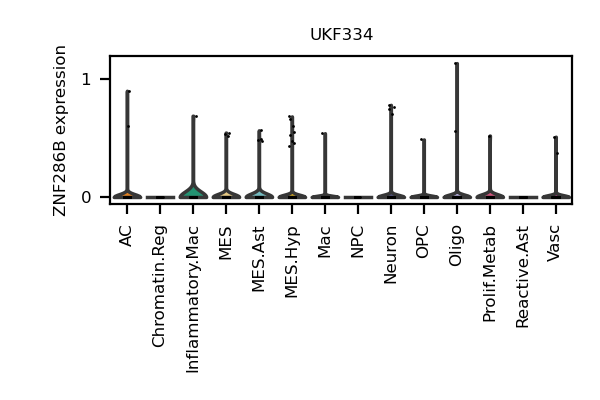 UKF334
ZNF286B expression
1
0
AC
Chromatin.Reg
Inflammatory.Mac
MES
MES.Ast
MES.Hyp
Mac
NPC
Neuron
OPC
Oligo
Prolif.Metab
Reactive.Ast
Vasc